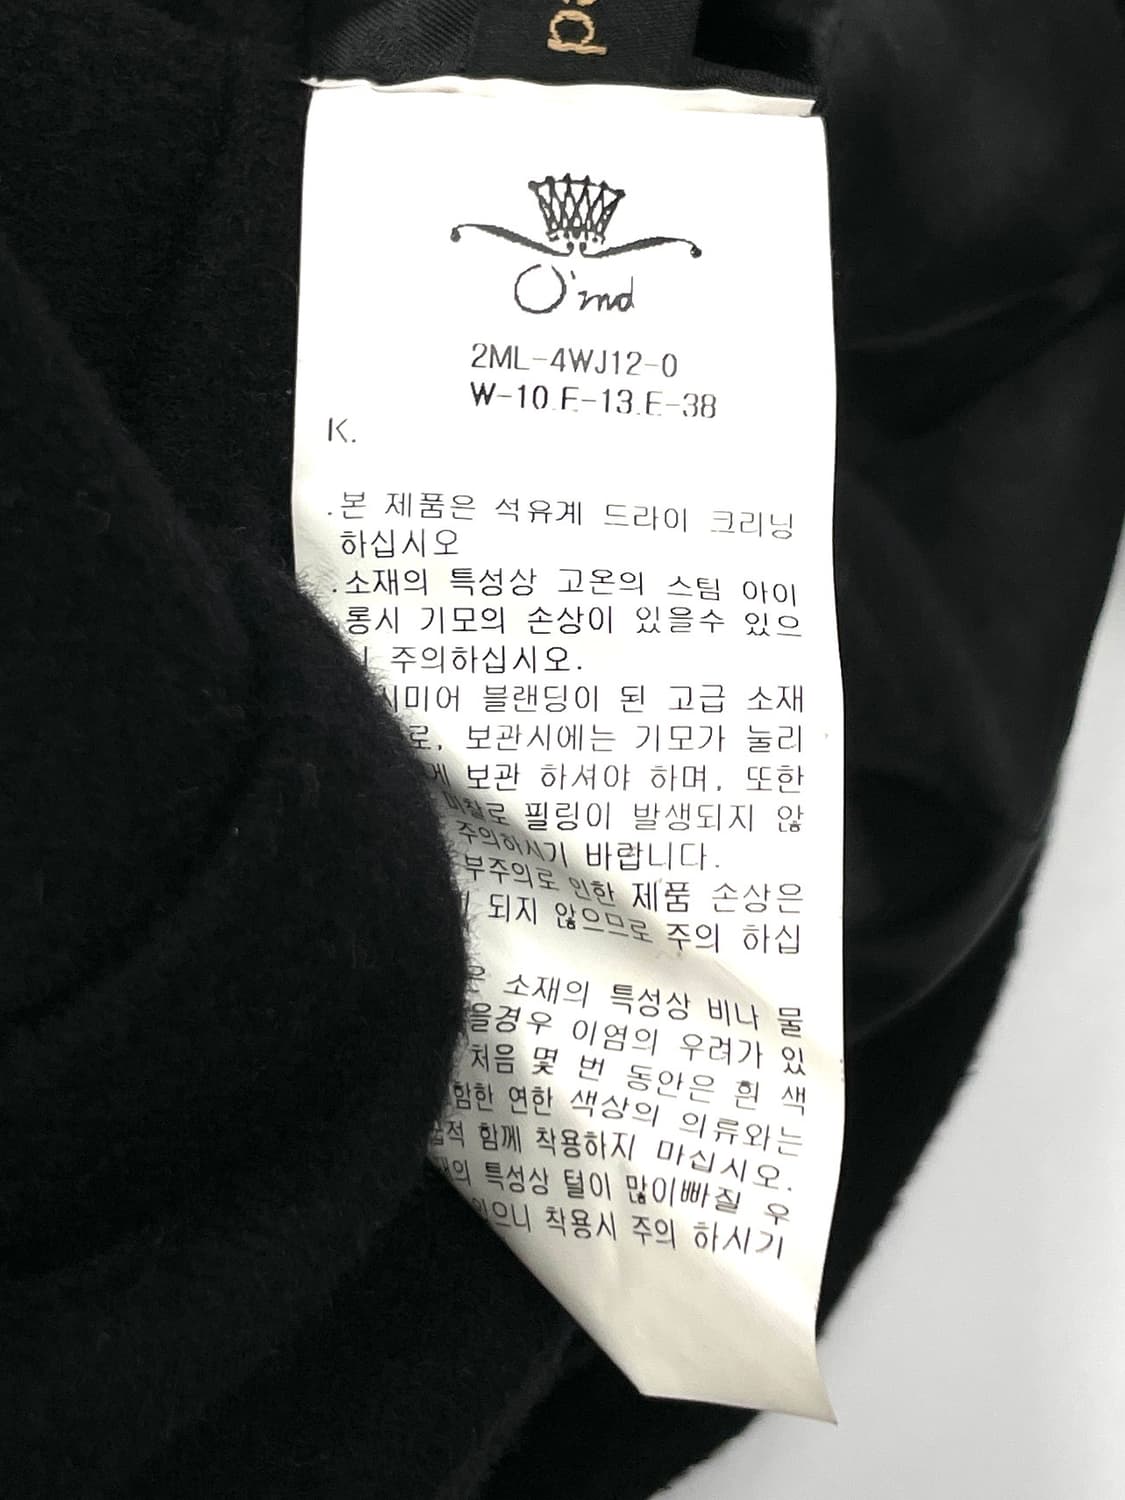 O'2nd
2ML-4WJ12-0
W-10.F-13.E-38
K.
.본 제품은 석유계 드라이 크리닝
하십시오
.소재의 특성상 고온의 스팀 아이
롱시 기모의 손상이 있을수 있으
주의하십시오.
시미어 블랜딩이 된 고급 소재
로, 보관시에는 기모가 눌리
게 보관 하셔야 하며, 또한
마찰로 필링이 발생되지 않
주의하시기 바랍니다.
부주의로 인한 제품 손상은
되지 않으므로 주의 하십
소재의 특성상 비나 물
을경우 이염의 우려가 있
처음 몇 번 동안은 흰 색
함한 연한 색상의 의류와는
함께 착용하지 마십시오.
재의 특성상 털이 많이빠질 우
있으니 착용시 주의 하시기